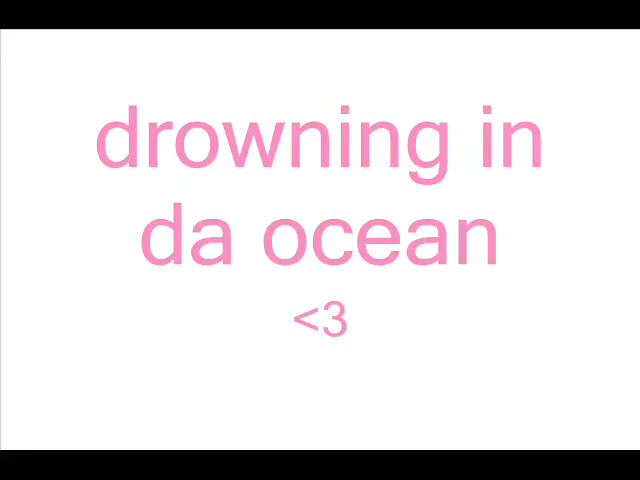 drowning in
da ocean
<3